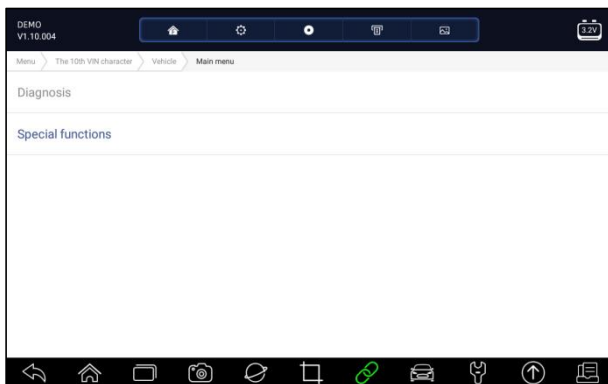 DEMO
V1.10.004
3.2V
Menu The 10th VIN character Vehicle Main menu
Diagnosis
Special functions